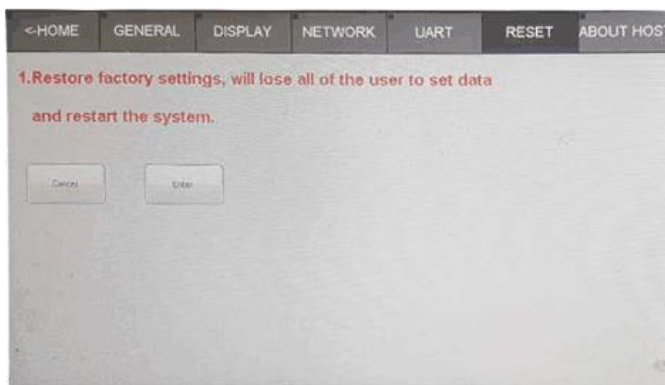 <-HOME GENERAL DISPLAY NETWORK UART RESET ABOUT HOST
1.Restore factory settings, will lose all of the user to set data
and restart the system.
Cancel Enter